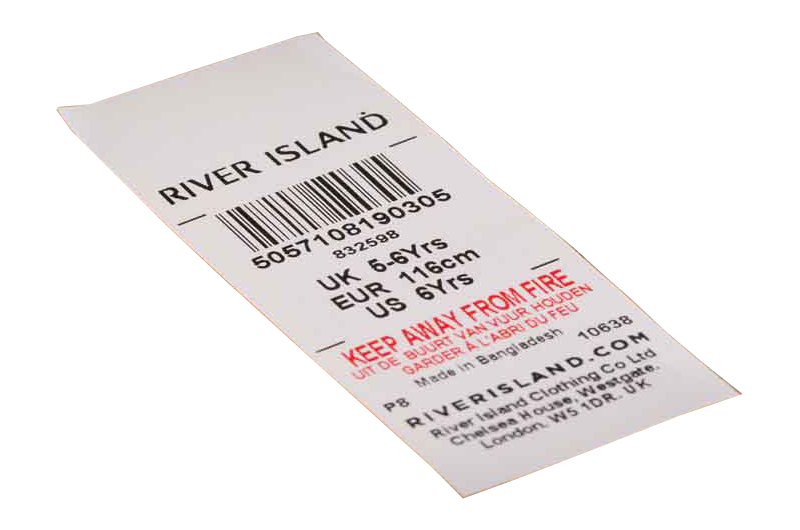 RIVER ISLAND
5057108190305
832598
UK 5-6Yrs
EUR 116cm
US 6Yrs
KEEP AWAY FROM FIRE
UIT DE BUURT VAN VUUR HOUDEN
GARDER À L'ABRI DU FEU
Made in Bangladesh 10638
P8
RIVERISLAND.COM
River Island Clothing Co Ltd
Chelsea House, Westgate,
London. W5 1DR. UK